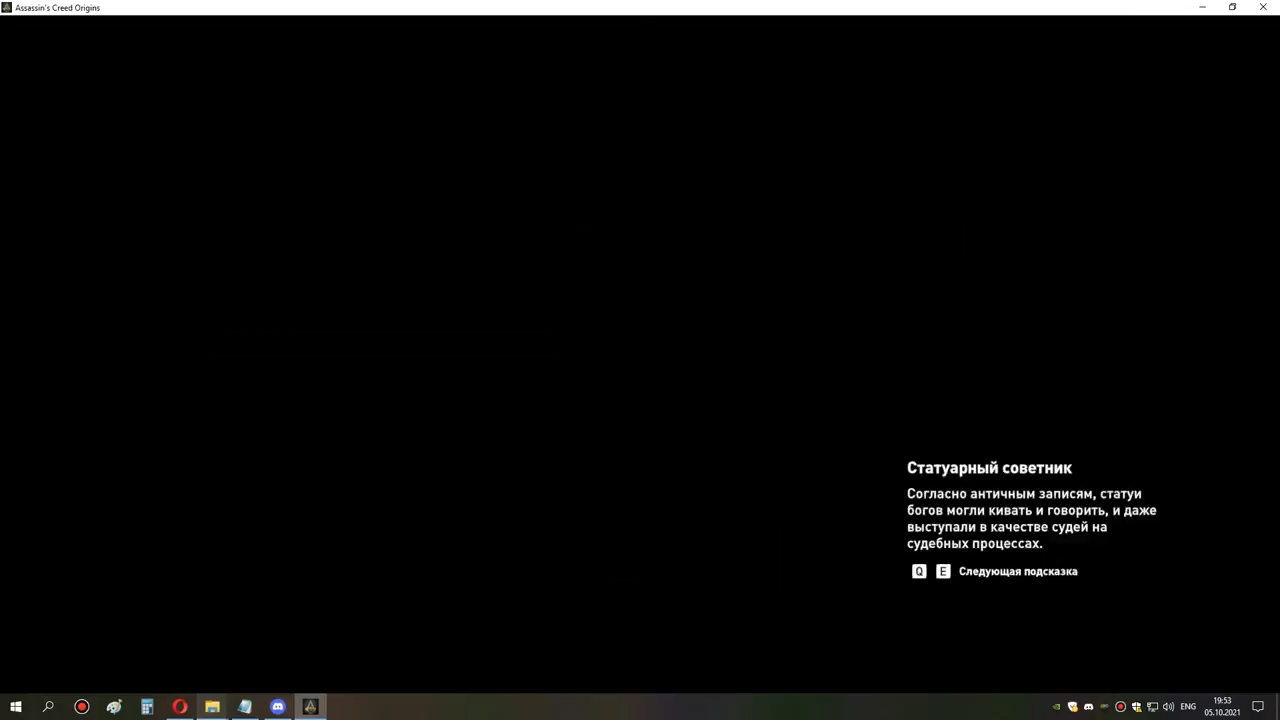 Assassin's Creed Origins
Статуарный советник
Согласно античным записям, статуи
богов могли кивать и говорить, и даже
выступали в качестве судей на
судебных процессах.
Q E Следующая подсказка
ENG
19:53
05.10.2021